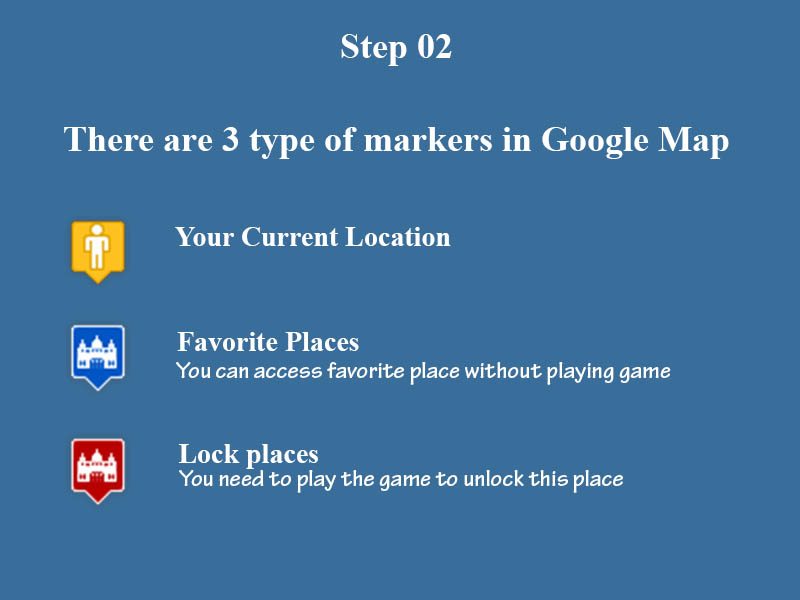 Step 02
There are 3 type of markers in Google Map
Your Current Location
Favorite Places
You can access favorite place without playing game
Lock places
You need to play the game to unlock this place